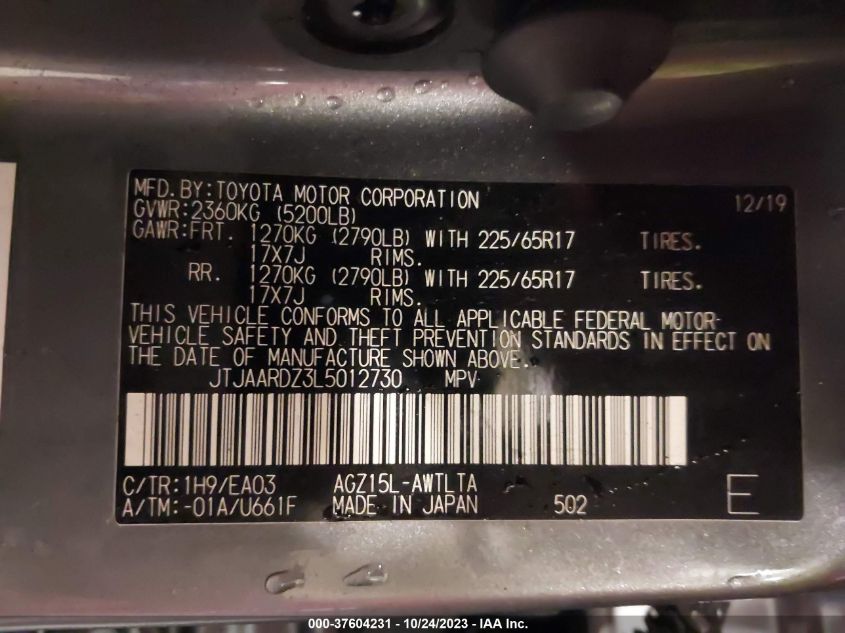 MFD.BY:TOYOTA MOTOR CORPORATION 12/19
GVWR:2360KG (5200LB)
GAWR:FRT. 1270KG (2790LB) WITH 225/65R17 TIRES.
17X7J RIMS.
RR. 1270KG (2790LB) WITH 225/65R17 TIRES.
17X7J RIMS.
THIS VEHICLE CONFORMS TO ALL APPLICABLE FEDERAL MOTOR-
VEHICLE SAFETY AND THEFT PREVENTION STANDARDS IN EFFECT ON
THE DATE OF MANUFACTURE SHOWN ABOVE.
JTJAARDZ3L5012730 MPV
C/TR:1H9/EA03 AGZ15L-AWTLTA
A/TM:-01A/U661F MADE IN JAPAN 502 E
000-37604231 - 10/24/2023 - IAA Inc.